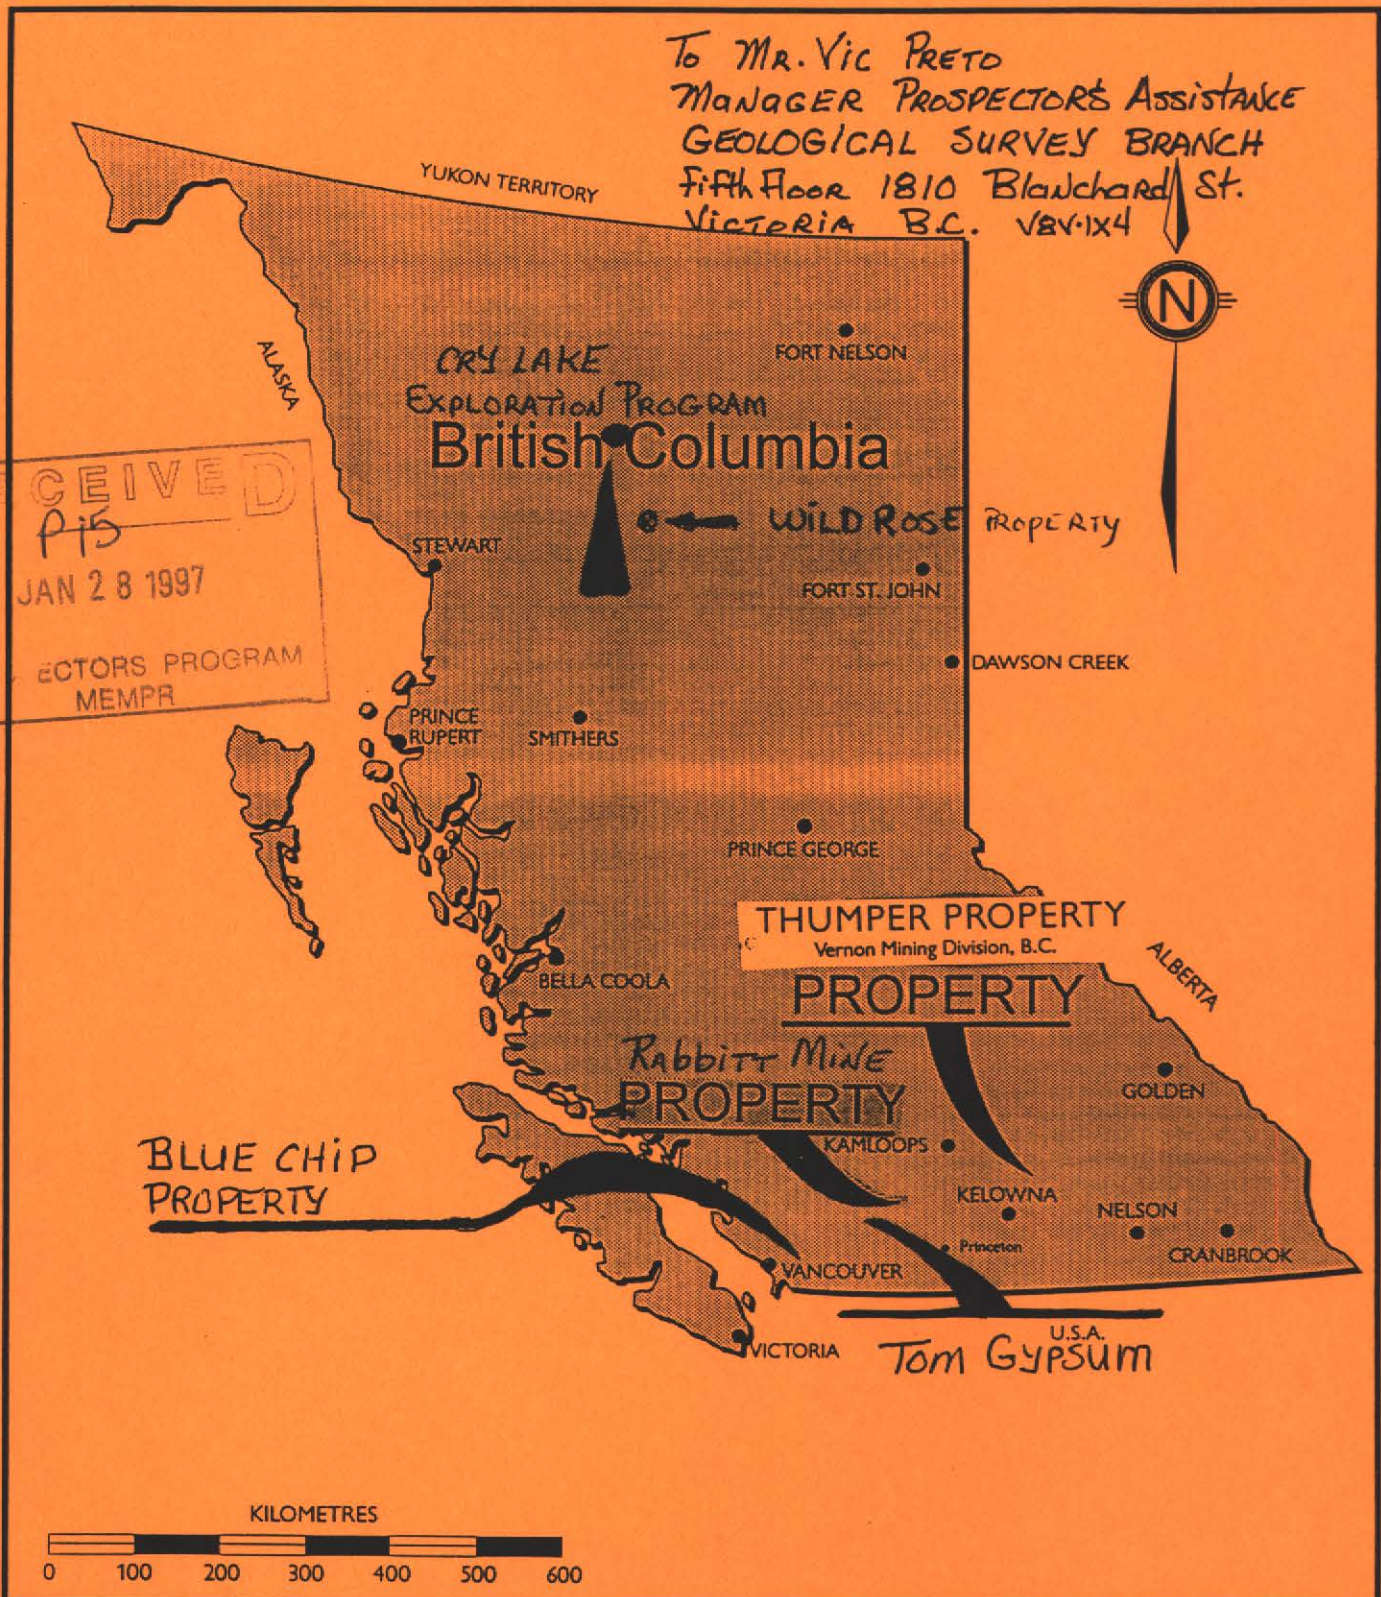 To MR. Vic PRETO
MANAGER PROSPECTORS ASSISTANCE
GEOLOGICAL SURVEY BRANCH
Fifth Floor 1810 Blanchard St.
VICTORIA B.C. V8V·1X4
YUKON TERRITORY
N
ALASKA
FORT NELSON
CRY LAKE
EXPLORATION PROGRAM
British Columbia
CEIVED
P15
JAN 28 1997
ECTORS PROGRAM
MEMPR
WILD ROSE PROPERTY
STEWART
FORT ST. JOHN
DAWSON CREEK
PRINCE
RUPERT
SMITHERS
PRINCE GEORGE
THUMPER PROPERTY
Vernon Mining Division, B.C.
PROPERTY
ALBERTA
BELLA COOLA
RAbbiTT MiNE
PROPERTY
GOLDEN
KAMLOOPS
BLUE CHiP
PROPERTY
KELOWNA
NELSON
CRANBROOK
Princeton
VANCOUVER
U.S.A.
VICTORIA
Tom GYPSUM
KILOMETRES
0 100 200 300 400 500 600